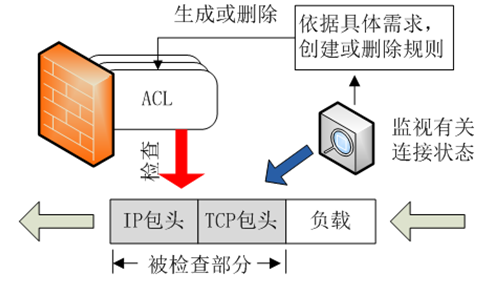 生成或删除
依据具体需求，
创建或删除规则
ACL
监视有关
连接状态
检查
IP包头 TCP包头 负载
被检查部分